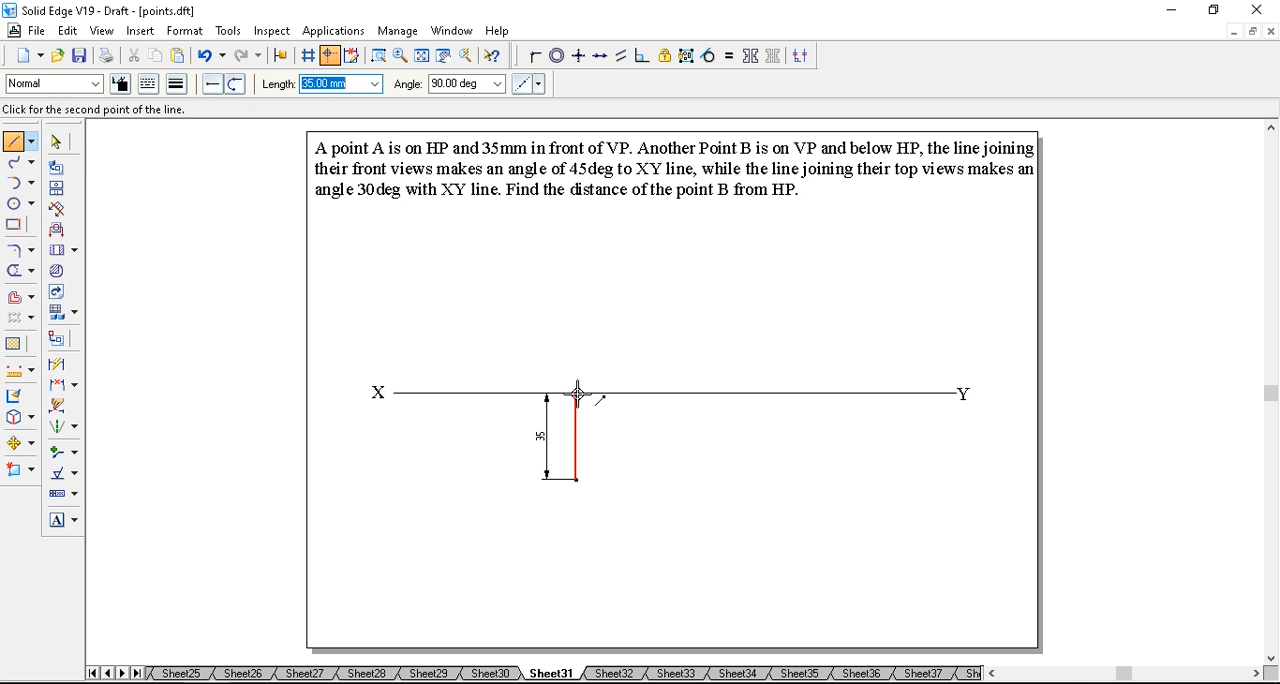 Solid Edge V19 - Draft - [points.dft]
File Edit View Insert Format Tools Inspect Applications Manage Window Help
Normal Length: 35.00 mm Angle: 90.00 deg
Click for the second point of the line.
A point A is on HP and 35mm in front of VP. Another Point B is on VP and below HP, the line joining
their front views makes an angle of 45deg to XY line, while the line joining their top views makes an
angle 30deg with XY line. Find the distance of the point B from HP.
X Y
35
A
Sheet25 Sheet26 Sheet27 Sheet28 Sheet29 Sheet30 Sheet31 Sheet32 Sheet33 Sheet34 Sheet35 Sheet36 Sheet37 Sh